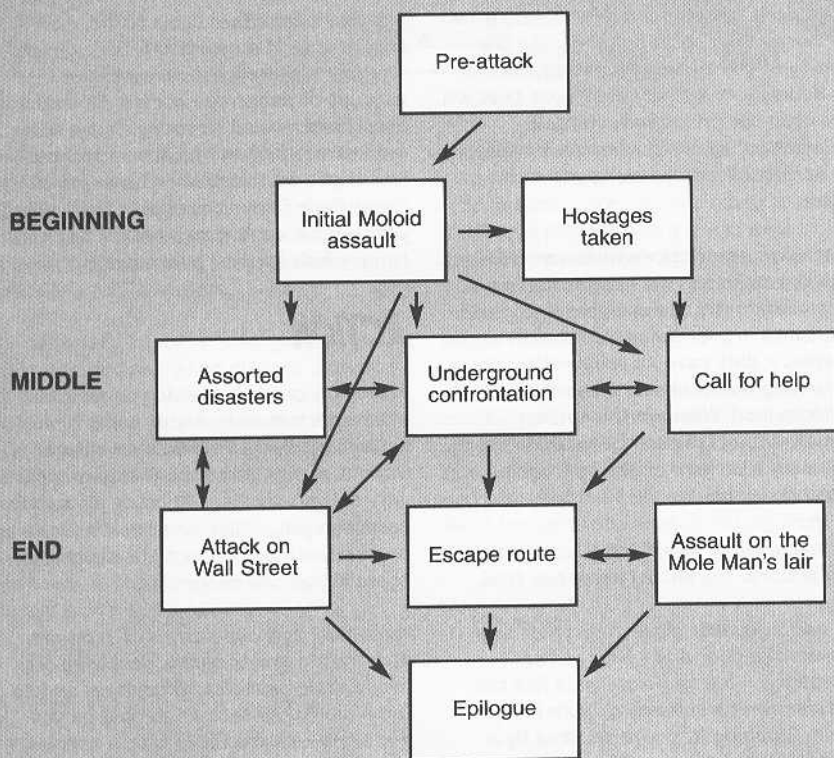 Pre-attack
BEGINNING
Initial Moloid
assault
Hostages
taken
MIDDLE
Assorted
disasters
Underground
confrontation
Call for help
END
Attack on
Wall Street
Escape route
Assault on the
Mole Man's lair
Epilogue